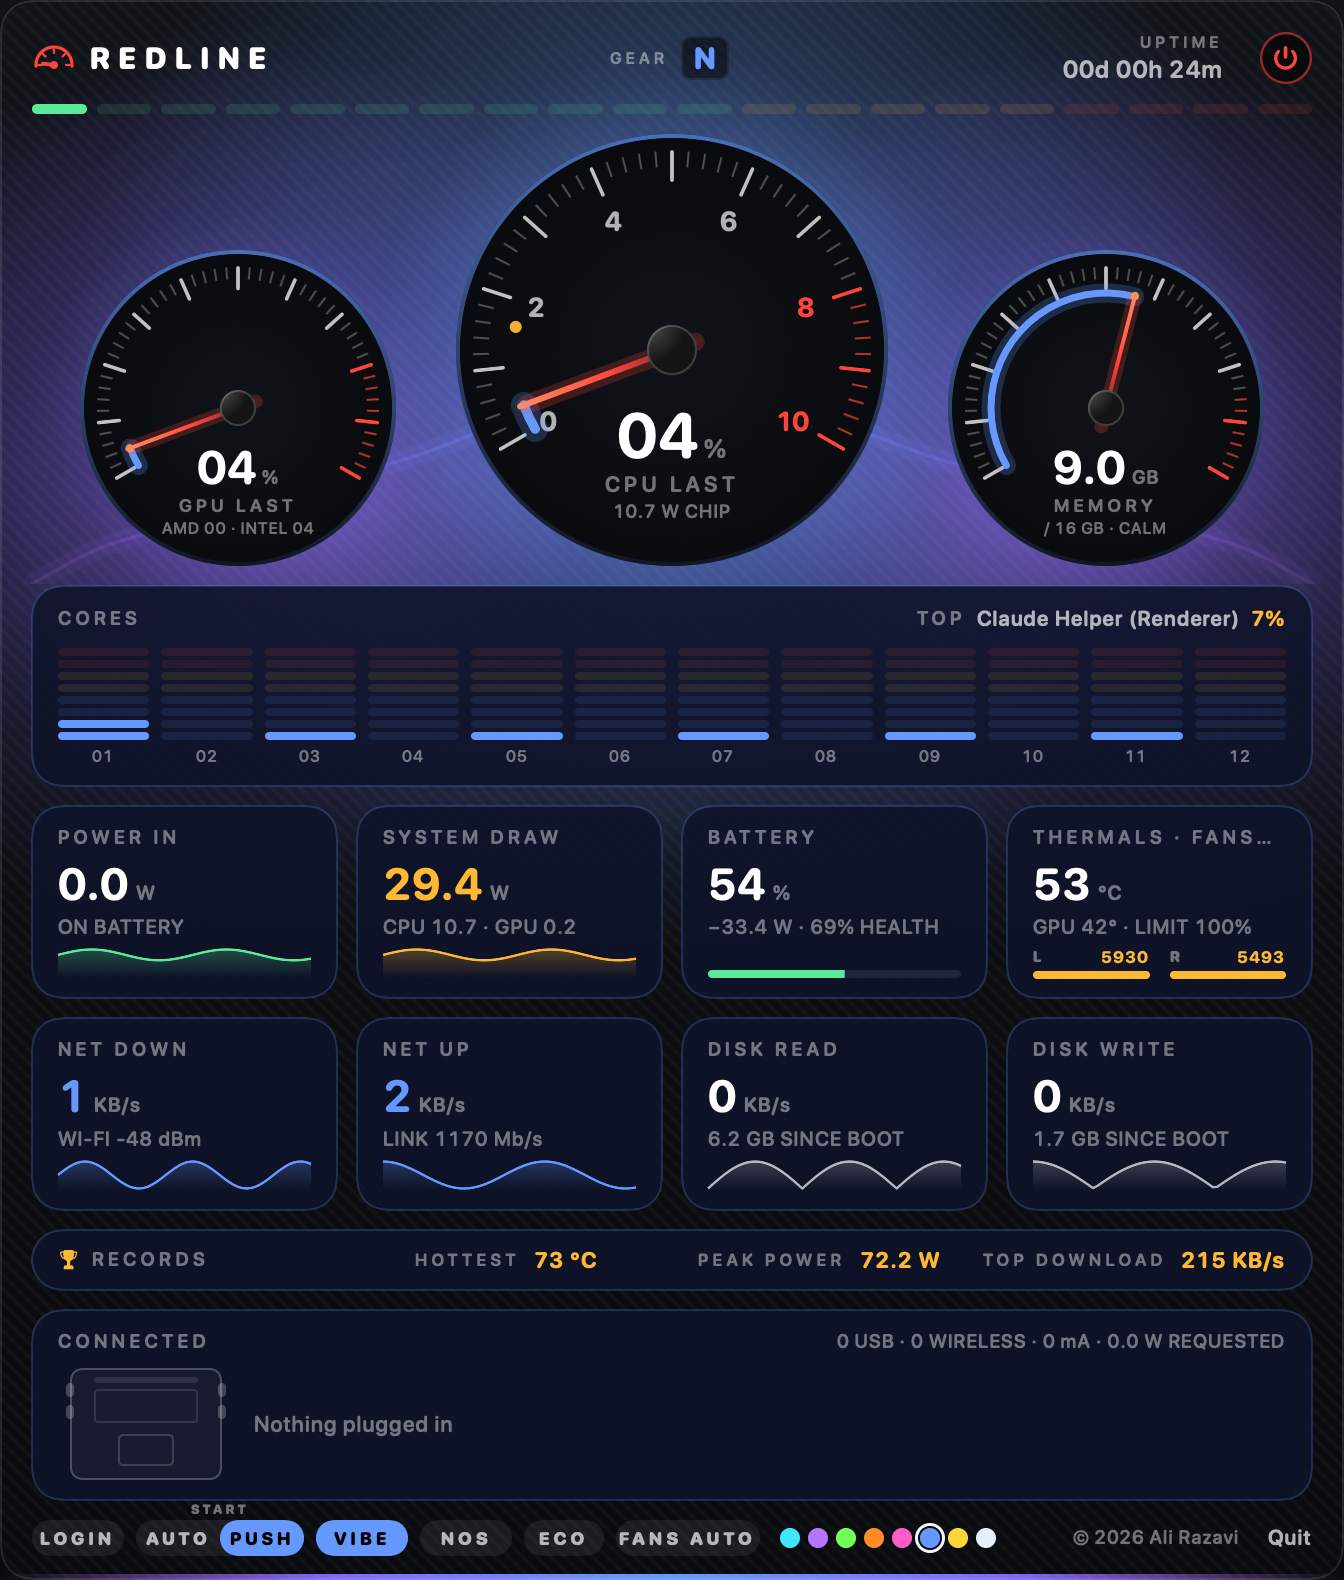 REDLINE
GEAR N
UPTIME
00d 00h 24m
4 6
2 8
0 10
04 %
CPU LAST
10.7 W CHIP
04 %
GPU LAST
AMD 00 · INTEL 04
9.0 GB
MEMORY
/ 16 GB · CALM
CORES TOP Claude Helper (Renderer) 7%
01 02 03 04 05 06 07 08 09 10 11 12
POWER IN
0.0 W
ON BATTERY
SYSTEM DRAW
29.4 W
CPU 10.7 · GPU 0.2
BATTERY
54 %
−33.4 W · 69% HEALTH
THERMALS · FANS…
53 °C
GPU 42° · LIMIT 100%
L 5930 R 5493
NET DOWN
1 KB/s
WI-FI -48 dBm
NET UP
2 KB/s
LINK 1170 Mb/s
DISK READ
0 KB/s
6.2 GB SINCE BOOT
DISK WRITE
0 KB/s
1.7 GB SINCE BOOT
RECORDS HOTTEST 73 °C PEAK POWER 72.2 W TOP DOWNLOAD 215 KB/s
CONNECTED 0 USB · 0 WIRELESS · 0 mA · 0.0 W REQUESTED
Nothing plugged in
START
LOGIN AUTO PUSH VIBE NOS ECO FANS AUTO © 2026 Ali Razavi Quit